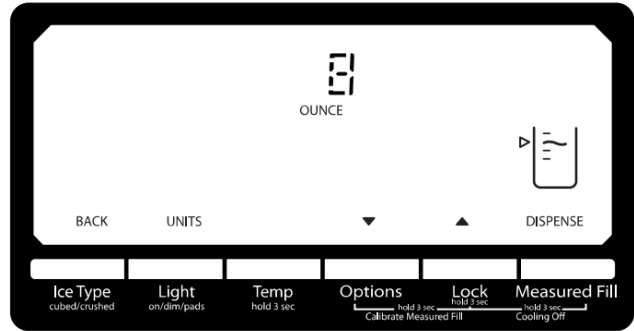 8
OUNCE
BACK UNITS ▼ ▲ DISPENSE
Ice Type Light Temp Options Lock Measured Fill
cubed/crushed on/dim/pads hold 3 sec hold 3 sec hold 3 sec hold 3 sec
Calibrate Measured Fill Cooling Off